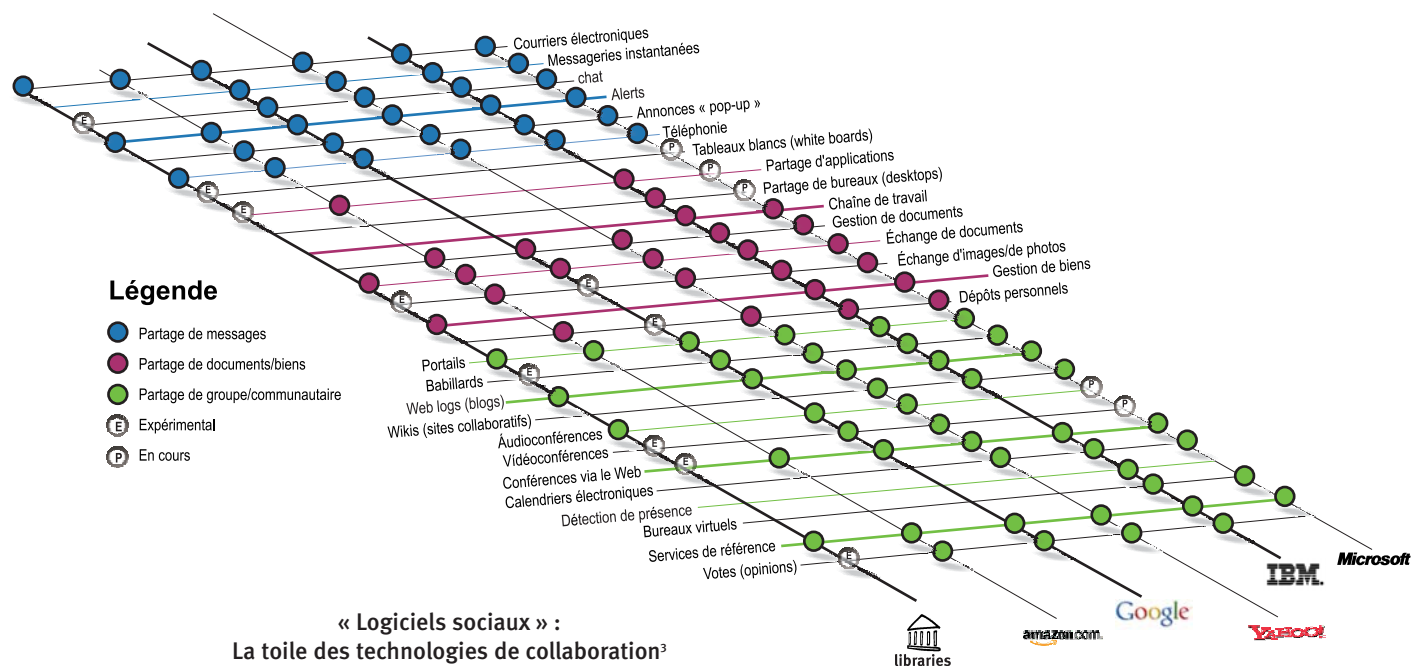 Courriers électroniques
Messageries instantanées
chat
Alerts
Annonces « pop-up »
Téléphonie
Tableaux blancs (white boards)
Partage d'applications
Partage de bureaux (desktops)
Chaîne de travail
Gestion de documents
Échange de documents
Échange d'images/de photos
Gestion de biens
Dépôts personnels
Légende
Partage de messages
Partage de documents/biens
Partage de groupe/communautaire
E Expérimental
P En cours
Portails
Babillards
Web logs (blogs)
Wikis (sites collaboratifs)
Áudioconférences
Vídéoconférences
Conférences via le Web
Calendriers électroniques
Détection de présence
Bureaux virtuels
Services de référence
Votes (opinions)
E
E
E
E
E
E
E
E
E
E
P
P
P
P
P
Microsoft
IBM.
Google
YAHOO!
amazon.com.
libraries
« Logiciels sociaux » :
La toile des technologies de collaboration³